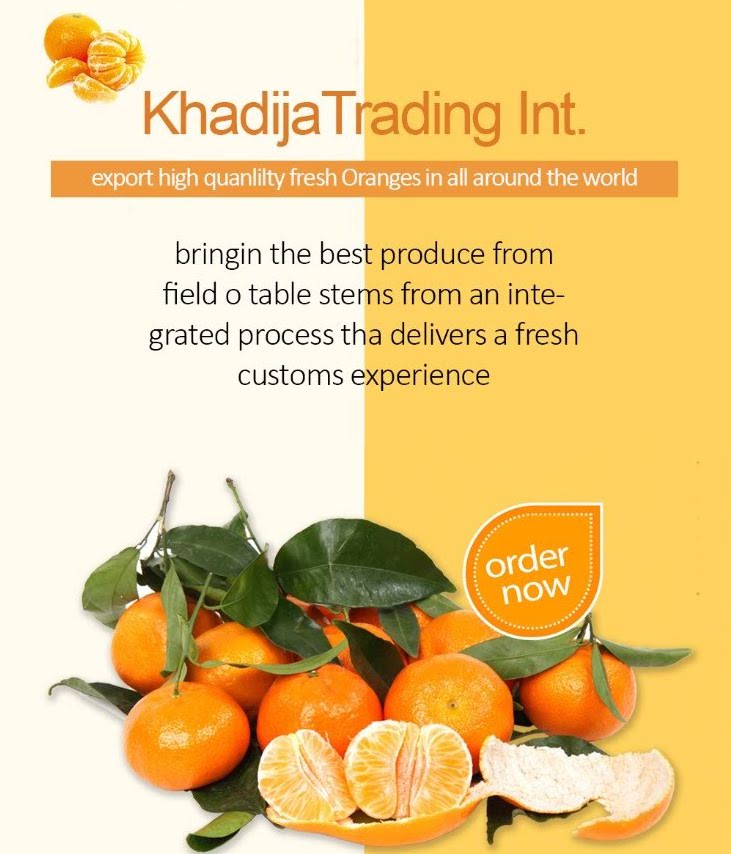 KhadijaTrading Int.
export high quanlilty fresh Oranges in all around the world
bringin the best produce from
field o table stems from an inte-
grated process tha delivers a fresh
customs experience
order
now